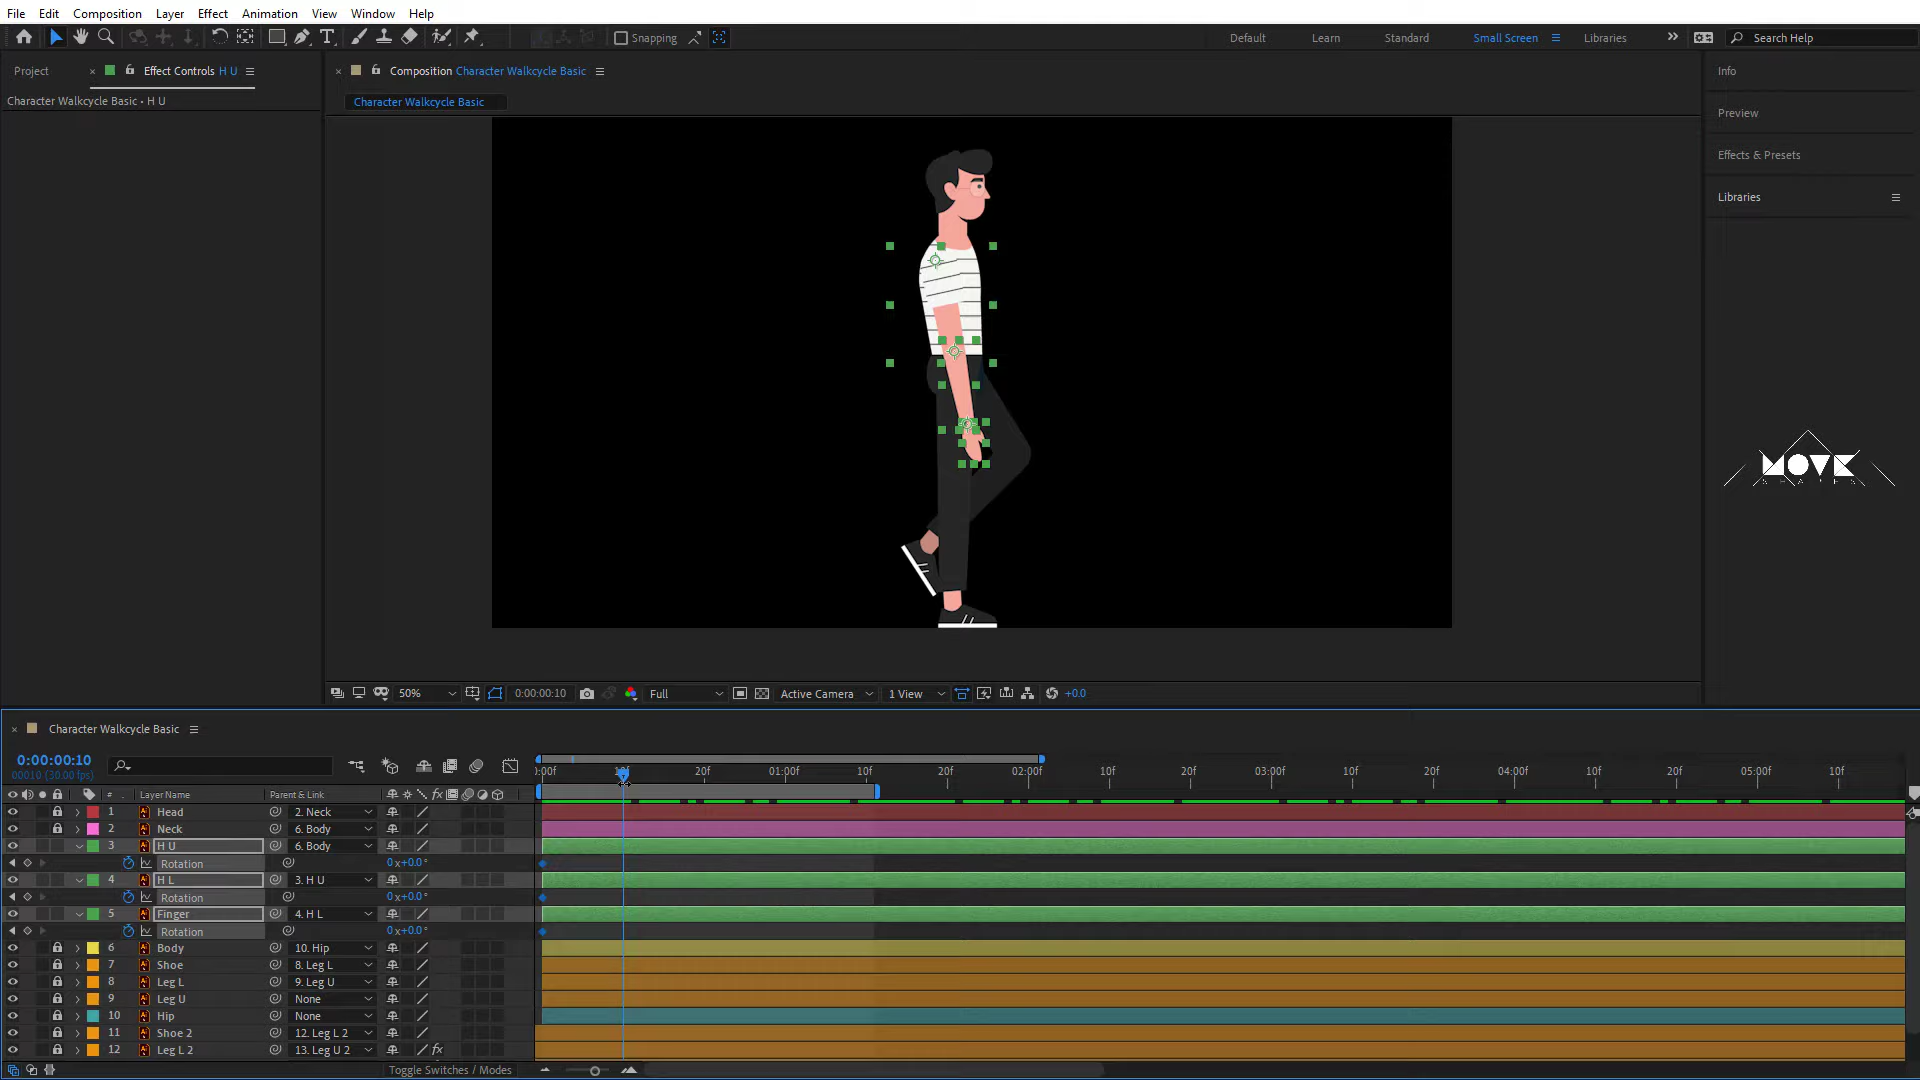 File Edit Composition Layer Effect Animation View Window Help
Snapping Default Learn Standard Small Screen Libraries Search Help
Project Effect Controls H U Composition Character Walkcycle Basic Info
Character Walkcycle Basic • H U Character Walkcycle Basic
Preview
Effects & Presets
Libraries
MOVE
SHAPES
50% 0:00:00:10 Full Active Camera 1 View +0.0
Character Walkcycle Basic
0:00:00:10
00010 (30.00 fps)
0:00f 10f 20f 01:00f 10f 20f 02:00f 10f 20f 03:00f 10f 20f 04:00f 10f 20f 05:00f 10f
# Layer Name Parent & Link fx
1 Head 2. Neck
2 Neck 6. Body
3 H U 6. Body
Rotation 0x+0.0°
4 H L 3. H U
Rotation 0x+0.0°
5 Finger 4. H L
Rotation 0x+0.0°
6 Body 10. Hip
7 Shoe 8. Leg L
8 Leg L 9. Leg U
9 Leg U None
10 Hip None
11 Shoe 2 12. Leg L 2
12 Leg L 2 13. Leg U 2 fx
Toggle Switches / Modes